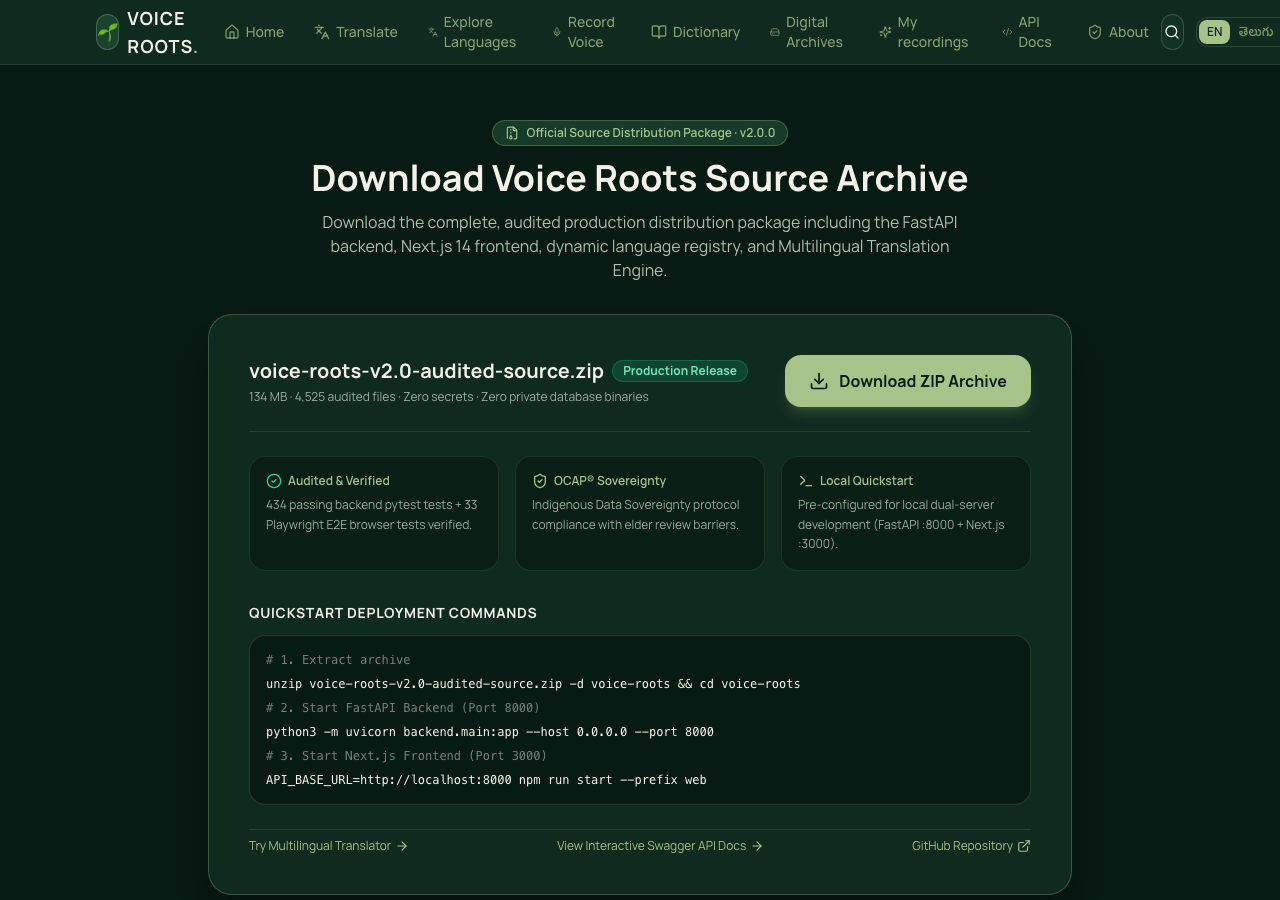 VOICE
ROOTS.
Home
Translate
Explore
Languages
Record
Voice
Dictionary
Digital
Archives
My
recordings
API
Docs
About
EN
తెలుగు
Official Source Distribution Package · v2.0.0
Download Voice Roots Source Archive
Download the complete, audited production distribution package including the FastAPI
backend, Next.js 14 frontend, dynamic language registry, and Multilingual Translation
Engine.
voice-roots-v2.0-audited-source.zip
Production Release
134 MB · 4,525 audited files · Zero secrets · Zero private database binaries
Download ZIP Archive
Audited & Verified
434 passing backend pytest tests + 33
Playwright E2E browser tests verified.
OCAP® Sovereignty
Indigenous Data Sovereignty protocol
compliance with elder review barriers.
Local Quickstart
Pre-configured for local dual-server
development (FastAPI :8000 + Next.js
:3000).
QUICKSTART DEPLOYMENT COMMANDS
# 1. Extract archive
unzip voice-roots-v2.0-audited-source.zip -d voice-roots && cd voice-roots
# 2. Start FastAPI Backend (Port 8000)
python3 -m uvicorn backend.main:app --host 0.0.0.0 --port 8000
# 3. Start Next.js Frontend (Port 3000)
API_BASE_URL=http://localhost:8000 npm run start --prefix web
Try Multilingual Translator →
View Interactive Swagger API Docs →
GitHub Repository